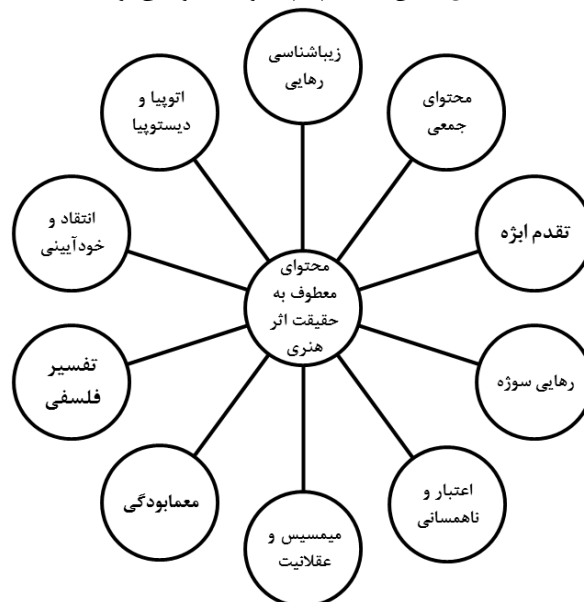 زیباشناسی
رهایی
محتوای
جمعی
تقدم ابژه
رهایی سوژه
اعتبار و
ناهمسانی
میمسیس و
عقلانیت
معمابودگی
تفسیر
فلسفی
انتقاد و
خودآیینی
اتوپیا و
دیستوپیا
محتوای
معطوف به
حقیقت اثر
هنری